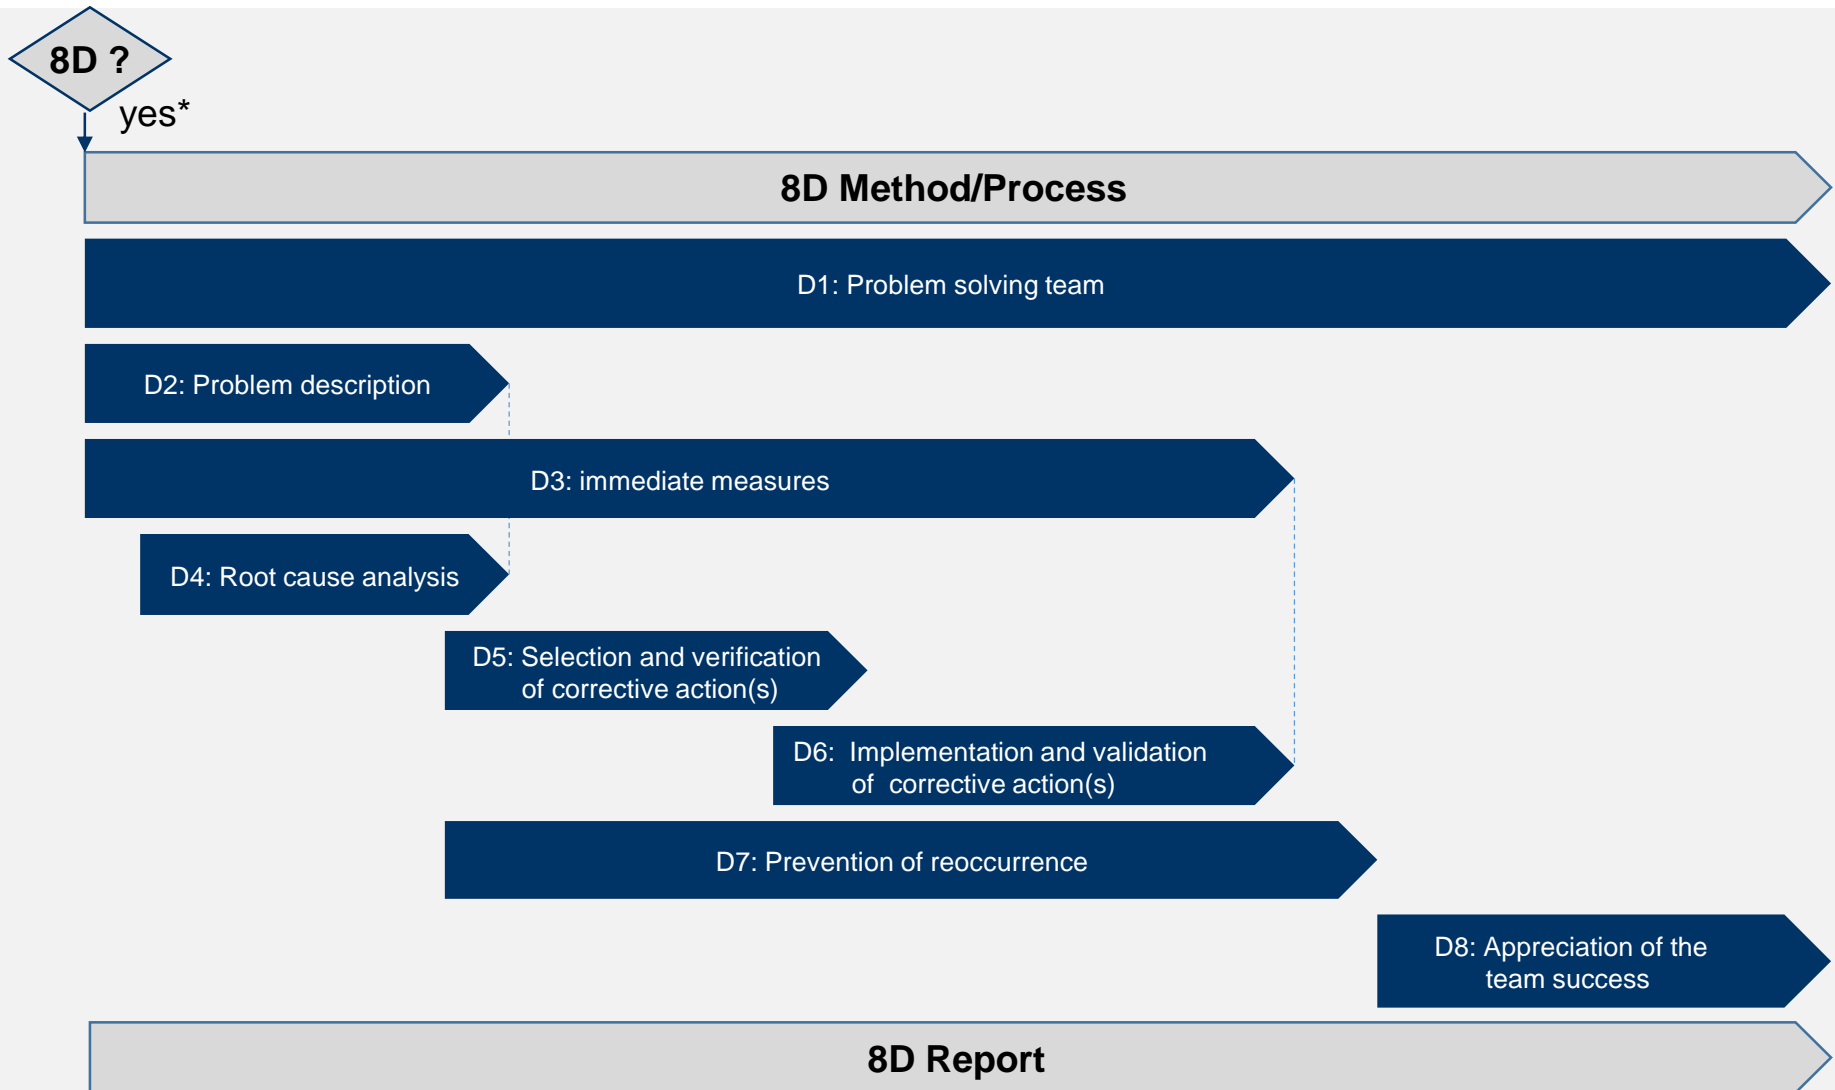 8D ?
yes*
8D Method/Process
D1: Problem solving team
D2: Problem description
D3: immediate measures
D4: Root cause analysis
D5: Selection and verification
of corrective action(s)
D6:  Implementation and validation
of  corrective action(s)
D7: Prevention of reoccurrence
D8: Appreciation of the
team success
8D Report